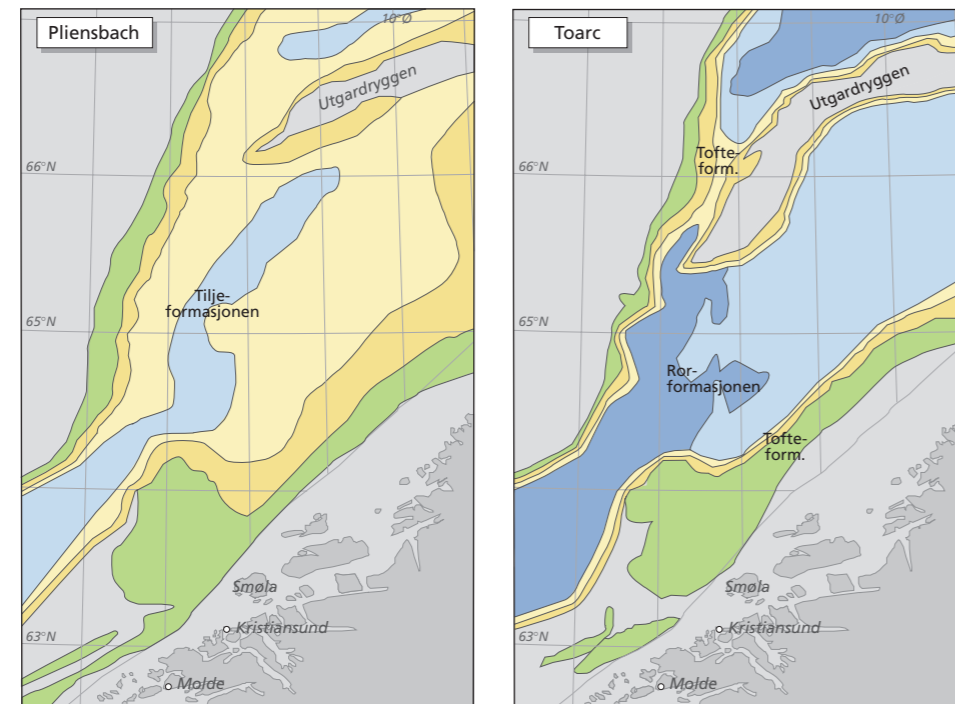 Pliensbach
10°Ø
Utgardryggen
66°N
Tilje-
formasjonen
65°N
Smøla
Kristiansund
63°N
Molde
Toarc
10°Ø
Utgardryggen
Tofte-
form.
66°N
65°N
Ror-
formasjonen
Tofte-
form.
Smøla
Kristiansund
63°N
Molde